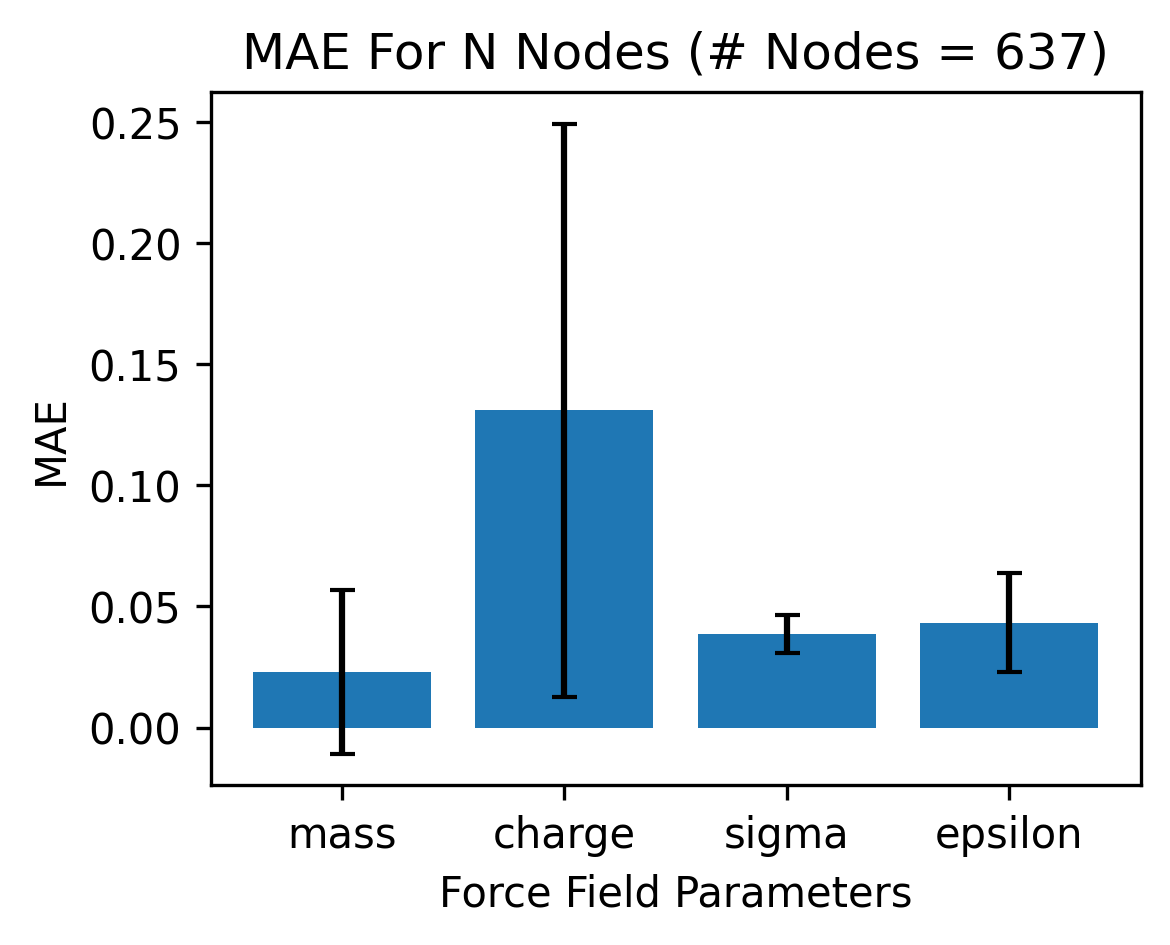 MAE For N Nodes (# Nodes = 637)
0.25
0.20
0.15
0.10
0.05
0.00
MAE
mass charge sigma epsilon
Force Field Parameters